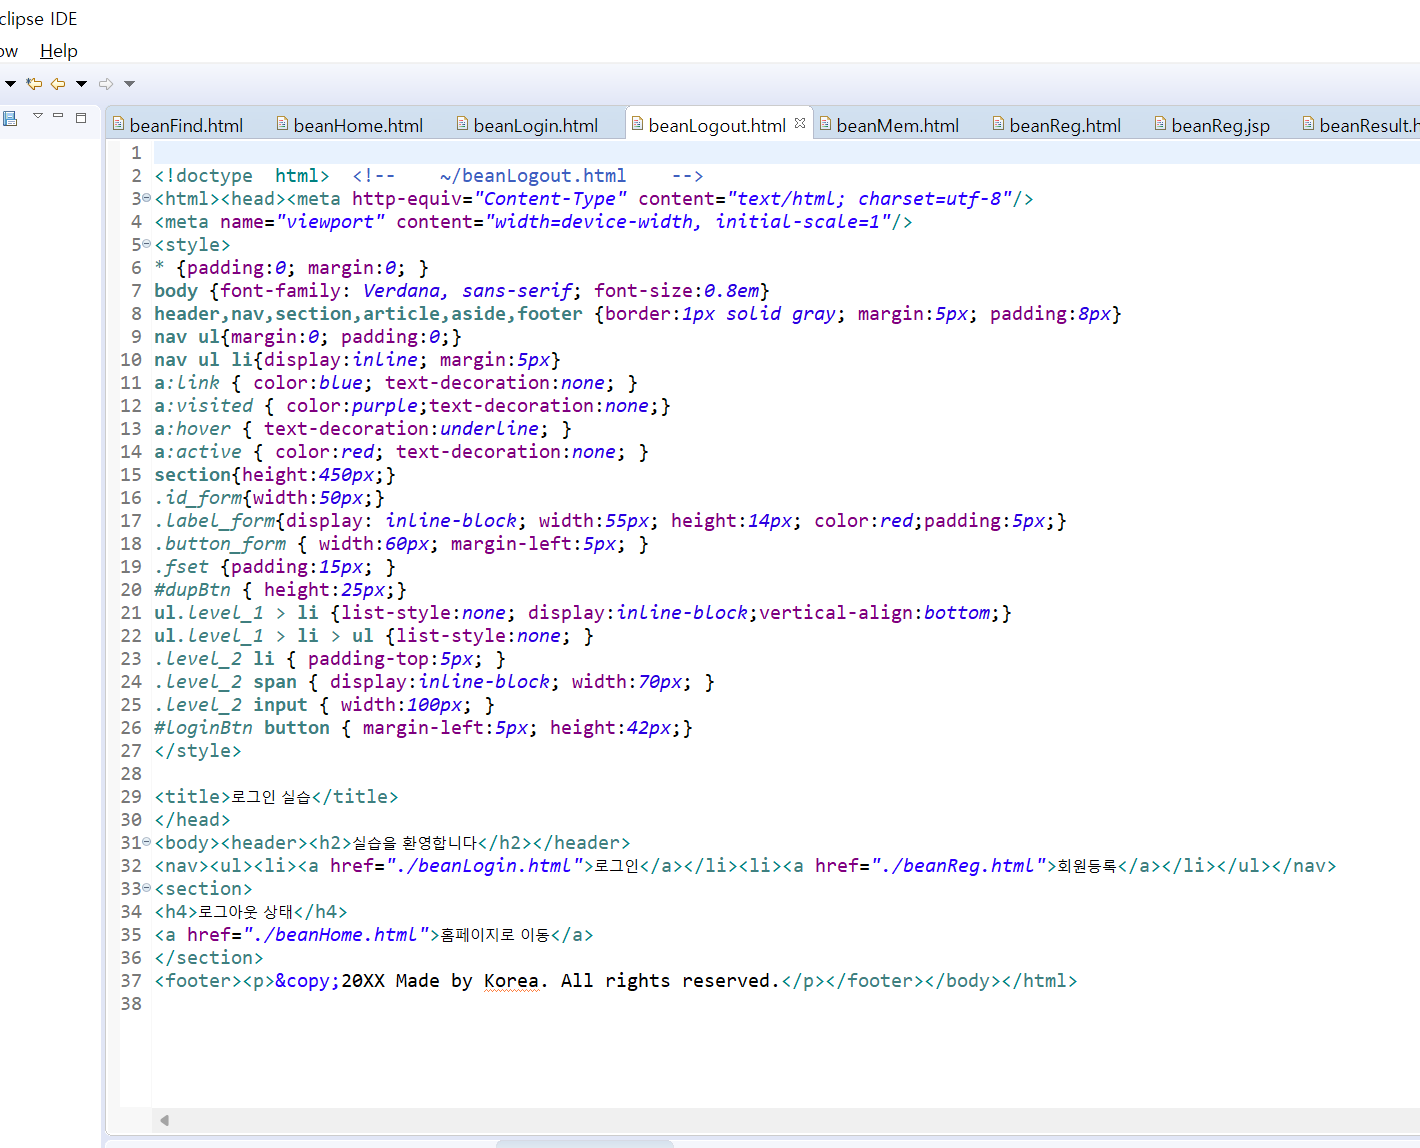 clipse IDE
ow Help
beanFind.html beanHome.html beanLogin.html beanLogout.html beanMem.html beanReg.html beanReg.jsp beanResult.h
1
2 <!doctype  html>  <!--    ~/beanLogout.html    -->
3 <html><head><meta http-equiv="Content-Type" content="text/html; charset=utf-8"/>
4 <meta name="viewport" content="width=device-width, initial-scale=1"/>
5 <style>
6 * {padding:0; margin:0; }
7 body {font-family: Verdana, sans-serif; font-size:0.8em}
8 header,nav,section,article,aside,footer {border:1px solid gray; margin:5px; padding:8px}
9 nav ul{margin:0; padding:0;}
10 nav ul li{display:inline; margin:5px}
11 a:link { color:blue; text-decoration:none; }
12 a:visited { color:purple;text-decoration:none;}
13 a:hover { text-decoration:underline; }
14 a:active { color:red; text-decoration:none; }
15 section{height:450px;}
16 .id_form{width:50px;}
17 .label_form{display: inline-block; width:55px; height:14px; color:red;padding:5px;}
18 .button_form { width:60px; margin-left:5px; }
19 .fset {padding:15px; }
20 #dupBtn { height:25px;}
21 ul.level_1 > li {list-style:none; display:inline-block;vertical-align:bottom;}
22 ul.level_1 > li > ul {list-style:none; }
23 .level_2 li { padding-top:5px; }
24 .level_2 span { display:inline-block; width:70px; }
25 .level_2 input { width:100px; }
26 #loginBtn button { margin-left:5px; height:42px;}
27 </style>
28
29 <title>로그인 실습</title>
30 </head>
31 <body><header><h2>실습을 환영합니다</h2></header>
32 <nav><ul><li><a href="./beanLogin.html">로그인</a></li><li><a href="./beanReg.html">회원등록</a></li></ul></nav>
33 <section>
34 <h4>로그아웃 상태</h4>
35 <a href="./beanHome.html">홈페이지로 이동</a>
36 </section>
37 <footer><p>&copy;20XX Made by Korea. All rights reserved.</p></footer></body></html>
38